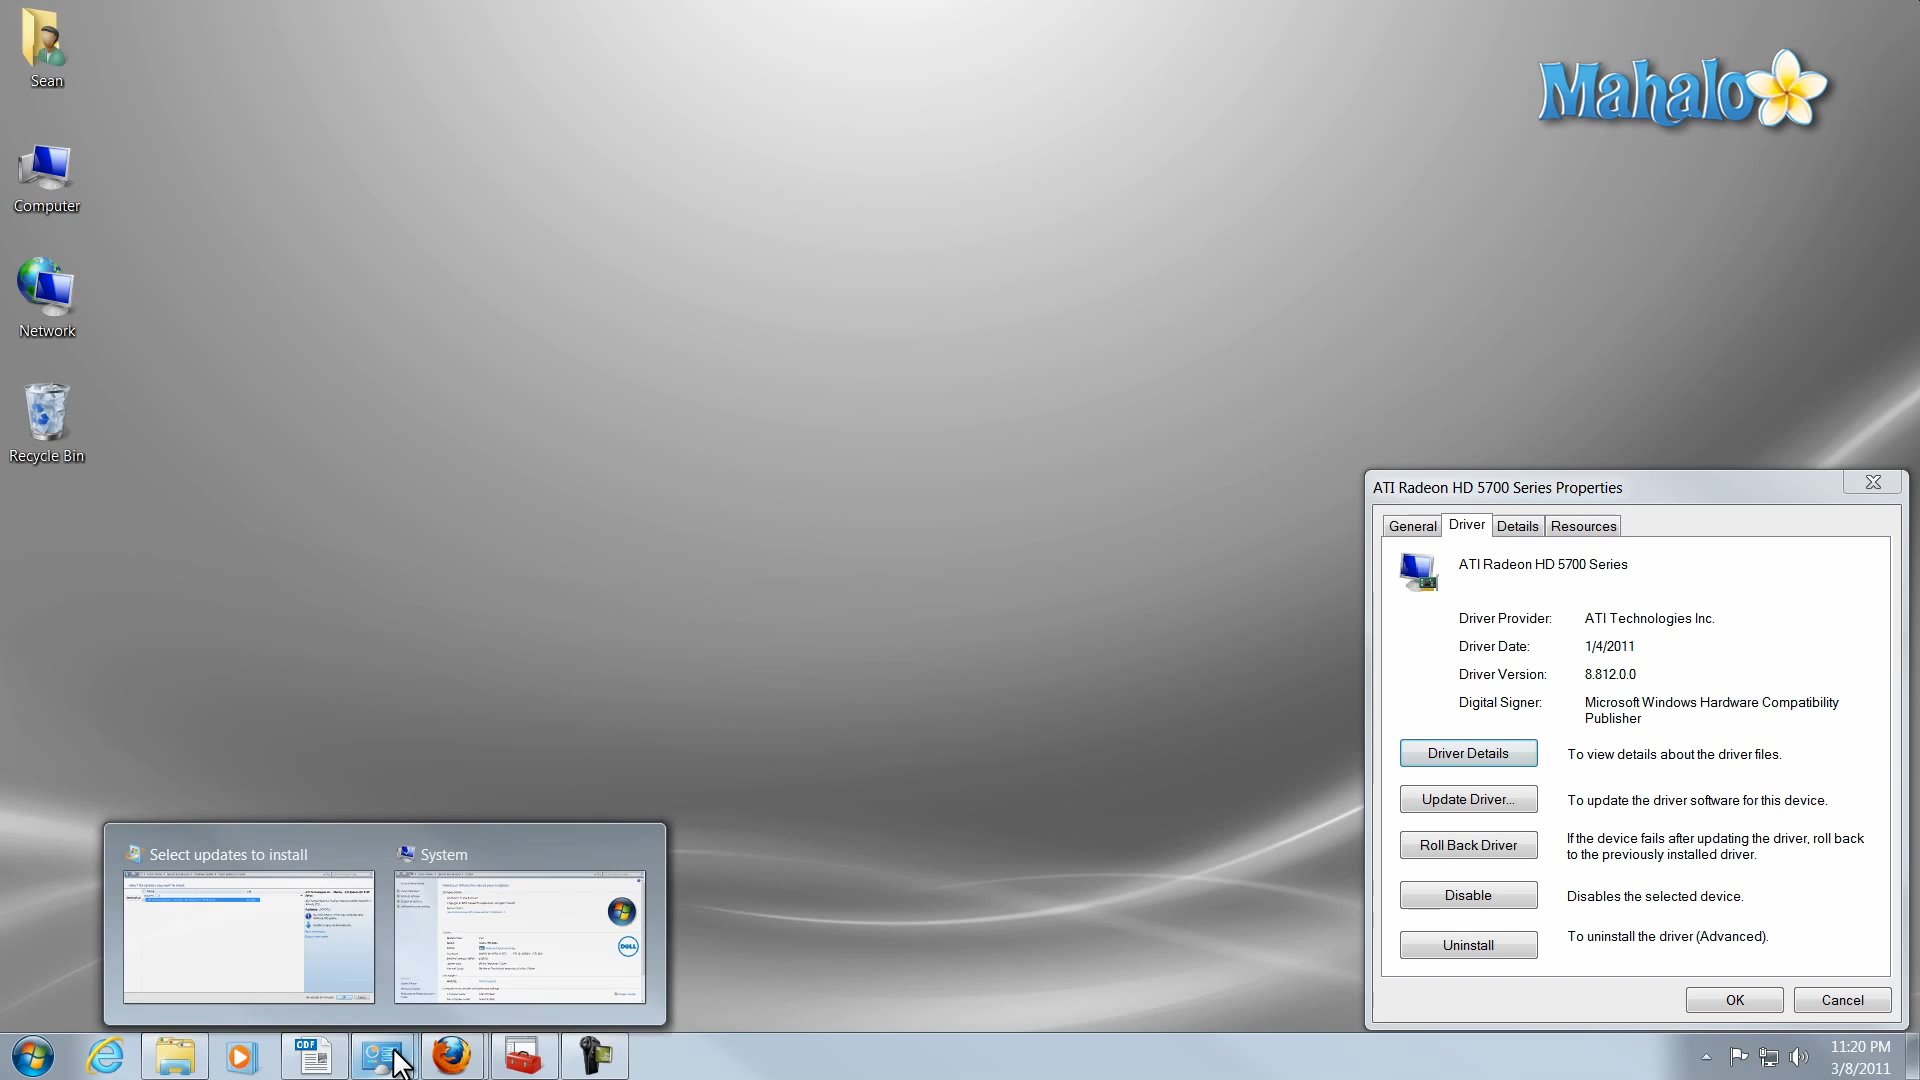 Sean
Mahalo
Computer
Network
Recycle Bin
ATI Radeon HD 5700 Series Properties
General Driver Details Resources
ATI Radeon HD 5700 Series
Driver Provider: ATI Technologies Inc.
Driver Date: 1/4/2011
Driver Version: 8.812.0.0
Digital Signer: Microsoft Windows Hardware Compatibility
Publisher
Driver Details To view details about the driver files.
Update Driver... To update the driver software for this device.
Roll Back Driver If the device fails after updating the driver, roll back
to the previously installed driver.
Disable Disables the selected device.
Uninstall To uninstall the driver (Advanced).
OK Cancel
Select updates to install System
DELL
ODF
11:20 PM
3/8/2011